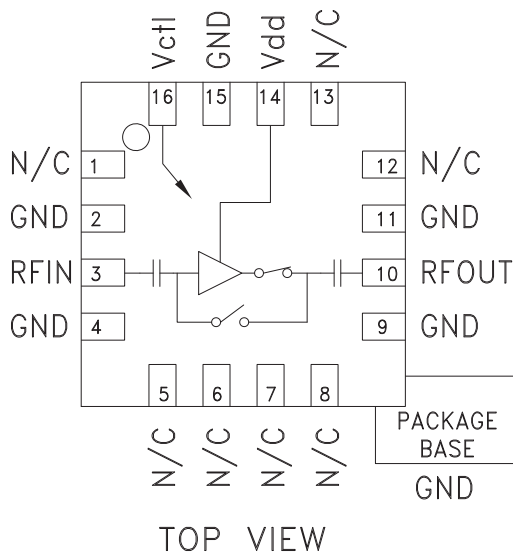 Vctl
GND
Vdd
N/C
16
15
14
13
N/C
1
12
N/C
GND
2
11
GND
RFIN
3
10
RFOUT
GND
4
9
GND
5
6
7
8
N/C
N/C
N/C
N/C
PACKAGE
BASE
GND
TOP VIEW